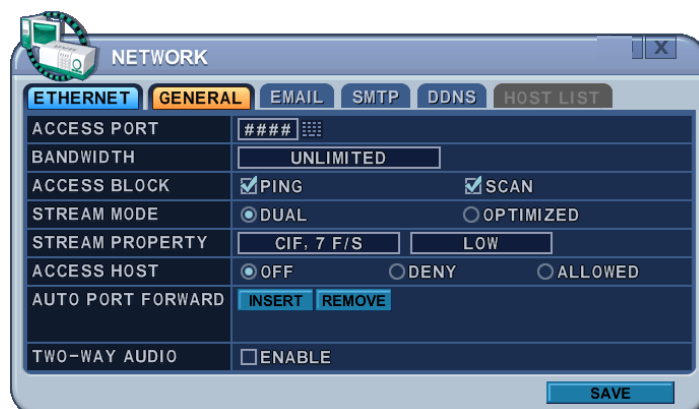 NETWORK X
ETHERNET GENERAL EMAIL SMTP DDNS HOST LIST
ACCESS PORT ####
BANDWIDTH UNLIMITED
ACCESS BLOCK PING SCAN
STREAM MODE DUAL OPTIMIZED
STREAM PROPERTY CIF, 7 F/S LOW
ACCESS HOST OFF DENY ALLOWED
AUTO PORT FORWARD INSERT REMOVE
TWO-WAY AUDIO ENABLE
SAVE